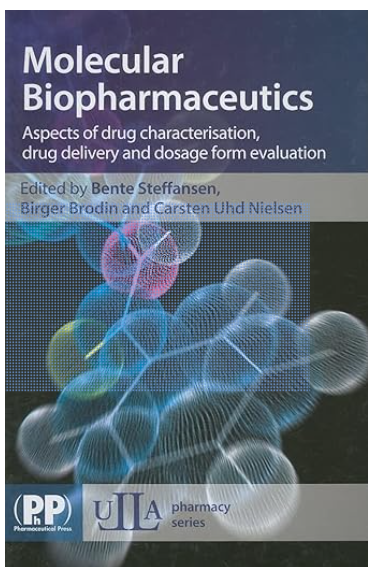 Molecular
Biopharmaceutics
Aspects of drug characterisation,
drug delivery and dosage form evaluation
Edited by Bente Steffansen,
Birger Brodin and Carsten Uhd Nielsen
(PhP)
Pharmaceutical Press
ULLA pharmacy
series